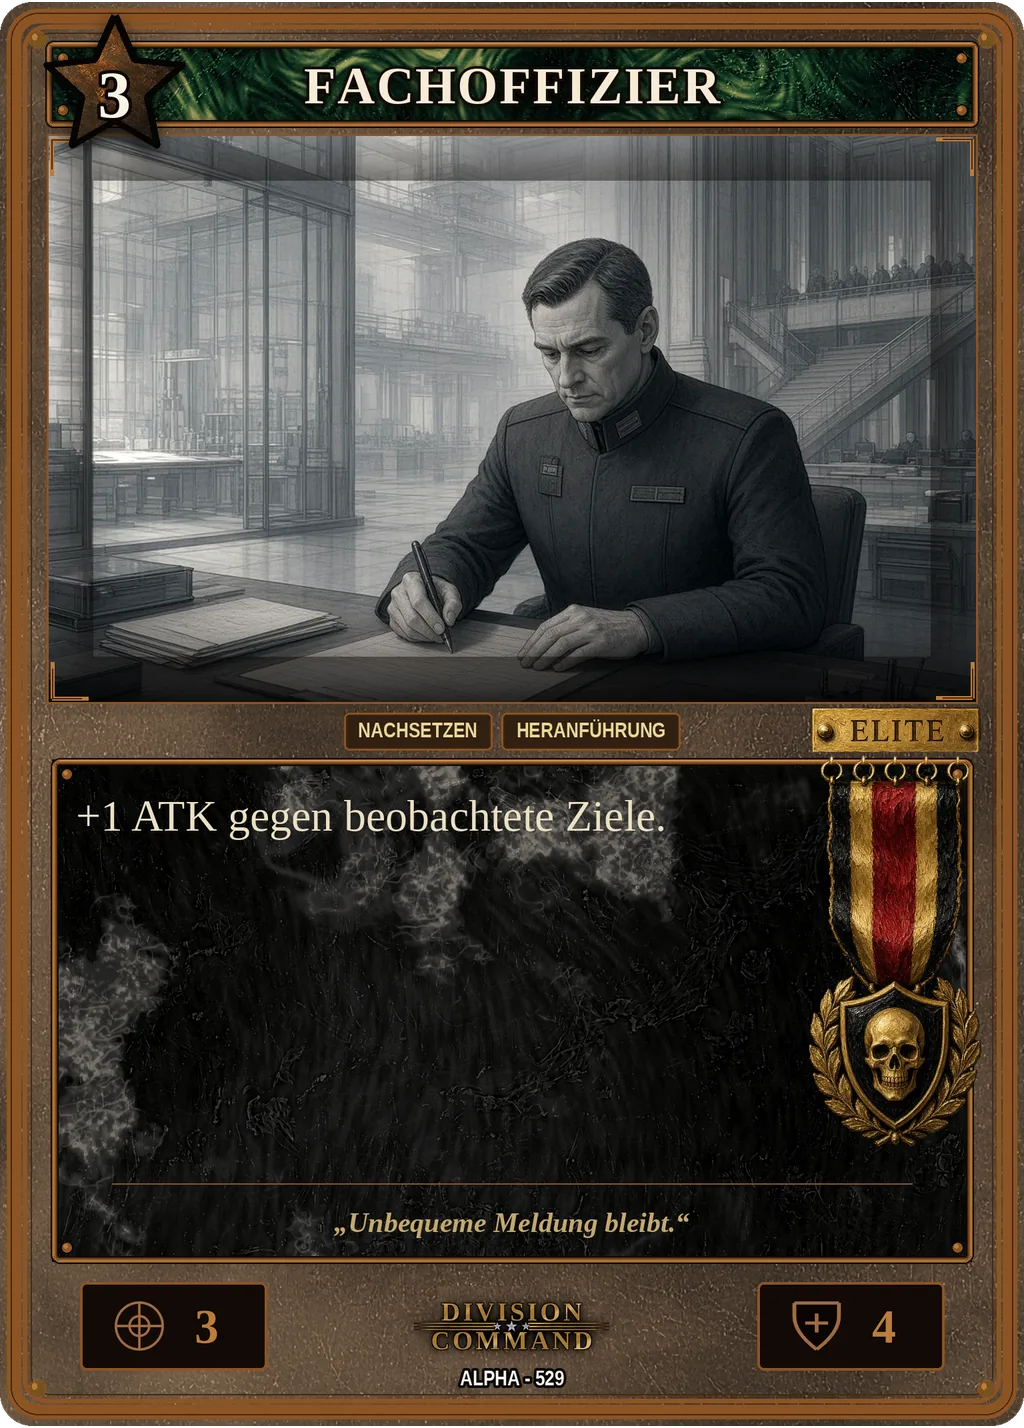 3
FACHOFFIZIER
NACHSETZEN
HERANFÜHRUNG
ELITE
+1 ATK gegen beobachtete Ziele.
„Unbequeme Meldung bleibt.“
3
DIVISION
COMMAND
4
ALPHA - 529